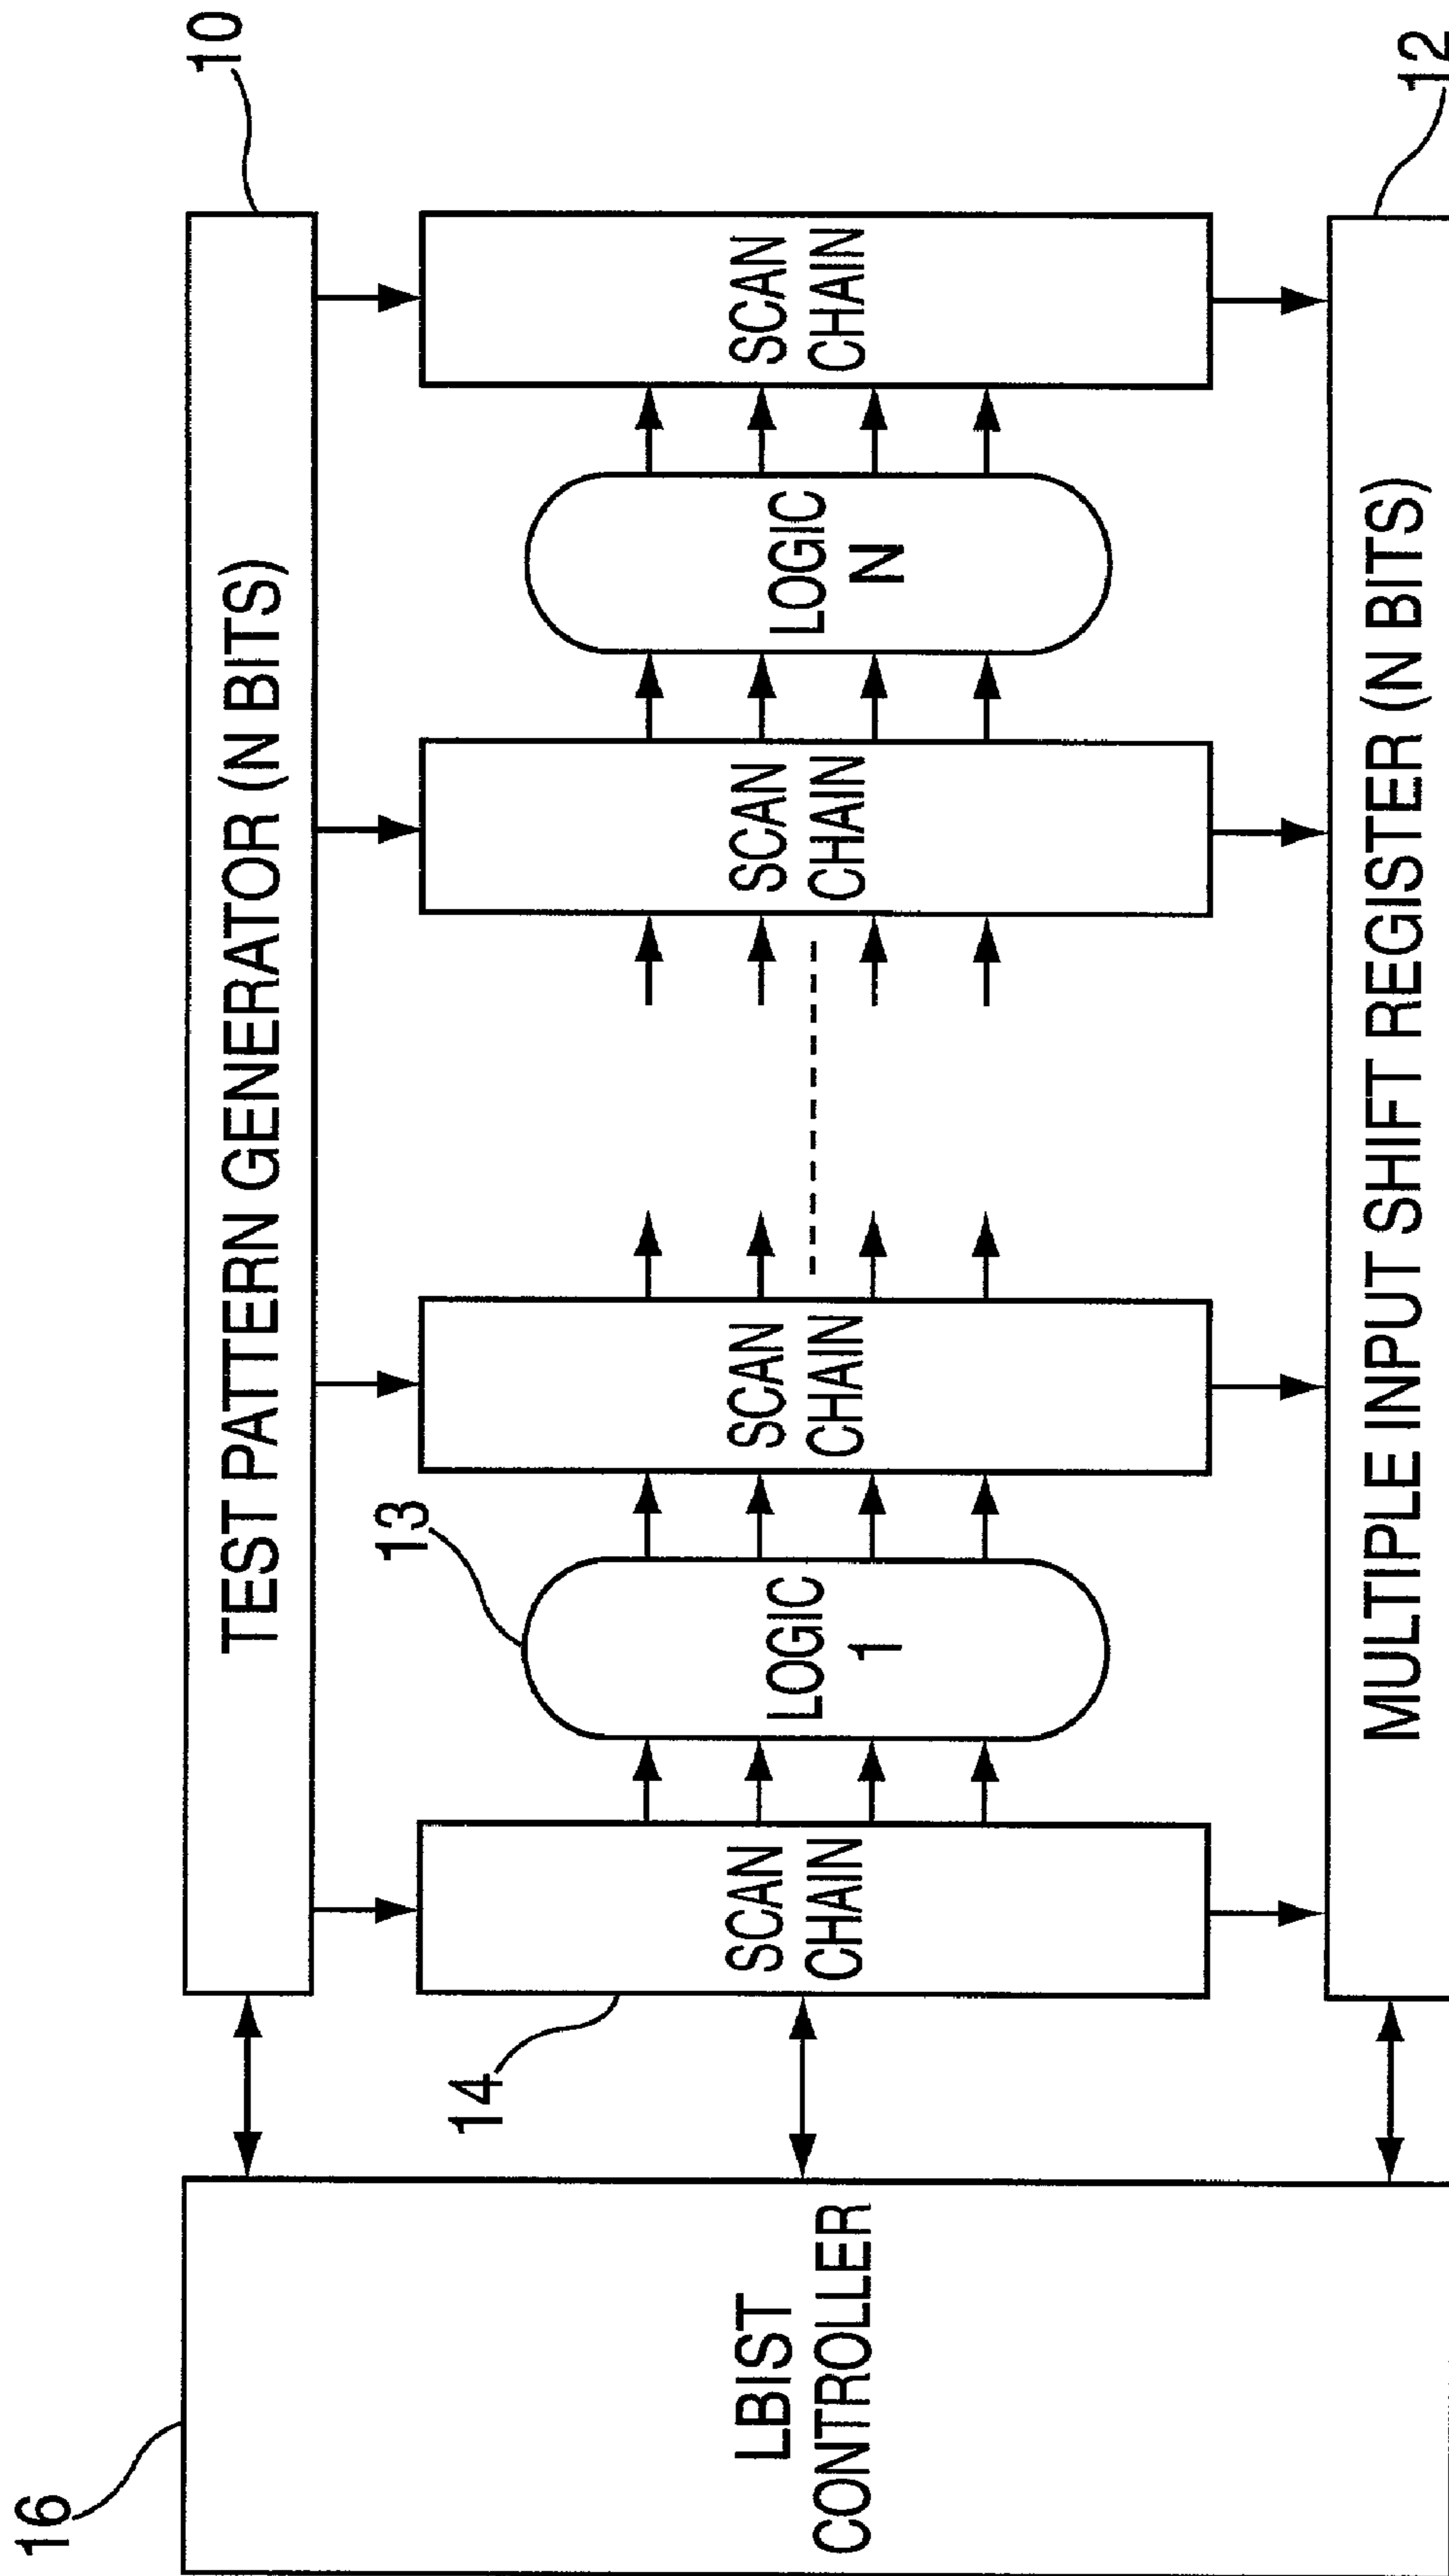 10
TEST PATTERN GENERATOR (N BITS)
16
LBIST
CONTROLLER
14
SCAN
CHAIN
13
LOGIC
1
SCAN
CHAIN
SCAN
CHAIN
LOGIC
N
SCAN
CHAIN
MULTIPLE INPUT SHIFT REGISTER (N BITS)
12